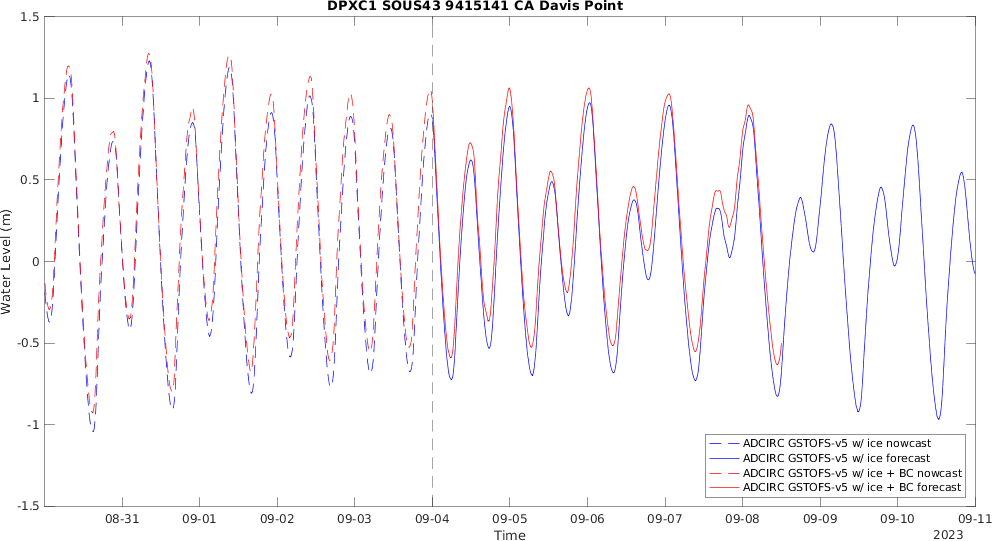 DPXC1 SOUS43 9415141 CA Davis Point
1.5
1
0.5
0
-0.5
-1
-1.5
Water Level (m)
08-31 09-01 09-02 09-03 09-04 09-05 09-06 09-07 09-08 09-09 09-10 09-11
Time
2023
ADCIRC GSTOFS-v5 w/ ice nowcast
ADCIRC GSTOFS-v5 w/ ice forecast
ADCIRC GSTOFS-v5 w/ ice + BC nowcast
ADCIRC GSTOFS-v5 w/ ice + BC forecast